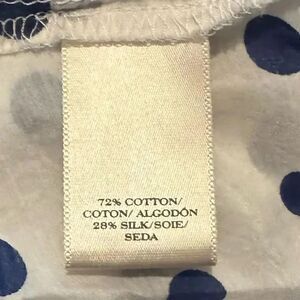 72% COTTON/
COTON/ ALGODÓN
28% SILK/SOIE/
SEDA